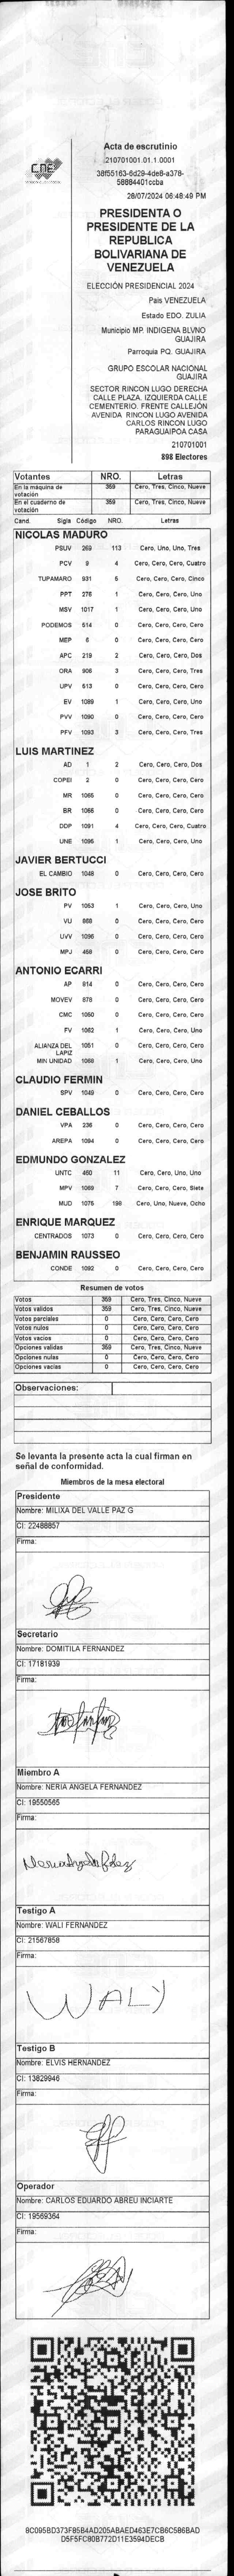 CNE
Acta de escrutinio
210701001.01.1.0001
38f55163-6d29-4de8-a378-
58884401ccba
28/07/2024 06:48:49 PM
PRESIDENTA O
PRESIDENTE DE LA
REPUBLICA
BOLIVARIANA DE
VENEZUELA
ELECCIÓN PRESIDENCIAL 2024
Pais VENEZUELA
Estado EDO. ZULIA
Municipio MP. INDIGENA BLVNO
GUAJIRA
Parroquia PQ. GUAJIRA
GRUPO ESCOLAR NACIONAL
GUAJIRA
SECTOR RINCON LUGO DERECHA
CALLE PLAZA. IZQUIERDA CALLE
CEMENTERIO. FRENTE CALLEJÓN
AVENIDA RINCON LUGO AVENIDA
CARLOS RINCON LUGO
PARAGUAIPOA CASA
210701001
898 Electores
Votantes NRO. Letras
En la máquina de votación 359 Cero, Tres, Cinco, Nueve
En el cuaderno de votación 359 Cero, Tres, Cinco, Nueve
Cand. Sigla Código NRO. Letras
NICOLAS MADURO
PSUV 269 113 Cero, Uno, Uno, Tres
PCV 9 4 Cero, Cero, Cero, Cuatro
TUPAMARO 931 5 Cero, Cero, Cero, Cinco
PPT 276 1 Cero, Cero, Cero, Uno
MSV 1017 1 Cero, Cero, Cero, Uno
PODEMOS 514 0 Cero, Cero, Cero, Cero
MEP 6 0 Cero, Cero, Cero, Cero
APC 219 2 Cero, Cero, Cero, Dos
ORA 906 3 Cero, Cero, Cero, Tres
UPV 513 0 Cero, Cero, Cero, Cero
EV 1089 1 Cero, Cero, Cero, Uno
PVV 1090 0 Cero, Cero, Cero, Cero
PFV 1093 3 Cero, Cero, Cero, Tres
LUIS MARTINEZ
AD 1 2 Cero, Cero, Cero, Dos
COPEI 2 0 Cero, Cero, Cero, Cero
MR 1065 0 Cero, Cero, Cero, Cero
BR 1066 0 Cero, Cero, Cero, Cero
DDP 1091 4 Cero, Cero, Cero, Cuatro
UNE 1095 1 Cero, Cero, Cero, Uno
JAVIER BERTUCCI
EL CAMBIO 1048 0 Cero, Cero, Cero, Cero
JOSE BRITO
PV 1053 1 Cero, Cero, Cero, Uno
VU 868 0 Cero, Cero, Cero, Cero
UVV 1096 0 Cero, Cero, Cero, Cero
MPJ 458 0 Cero, Cero, Cero, Cero
ANTONIO ECARRI
AP 814 0 Cero, Cero, Cero, Cero
MOVEV 878 0 Cero, Cero, Cero, Cero
CMC 1050 0 Cero, Cero, Cero, Cero
FV 1052 1 Cero, Cero, Cero, Uno
ALIANZA DEL LAPIZ 1051 0 Cero, Cero, Cero, Cero
MIN UNIDAD 1068 1 Cero, Cero, Cero, Uno
CLAUDIO FERMIN
SPV 1049 0 Cero, Cero, Cero, Cero
DANIEL CEBALLOS
VPA 236 0 Cero, Cero, Cero, Cero
AREPA 1094 0 Cero, Cero, Cero, Cero
EDMUNDO GONZALEZ
UNTC 460 11 Cero, Cero, Uno, Uno
MPV 1069 7 Cero, Cero, Cero, Siete
MUD 1075 198 Cero, Uno, Nueve, Ocho
ENRIQUE MARQUEZ
CENTRADOS 1073 0 Cero, Cero, Cero, Cero
BENJAMIN RAUSSEO
CONDE 1092 0 Cero, Cero, Cero, Cero
Resumen de votos
Votos 359 Cero, Tres, Cinco, Nueve
Votos validos 359 Cero, Tres, Cinco, Nueve
Votos parciales 0 Cero, Cero, Cero, Cero
Votos nulos 0 Cero, Cero, Cero, Cero
Votos vacios 0 Cero, Cero, Cero, Cero
Opciones validas 359 Cero, Tres, Cinco, Nueve
Opciones nulas 0 Cero, Cero, Cero, Cero
Opciones vacias 0 Cero, Cero, Cero, Cero
Observaciones:
Se levanta la presente acta la cual firman en
señal de conformidad.
Miembros de la mesa electoral
Presidente
Nombre: MILIXA DEL VALLE PAZ G
CI: 22488857
Firma:
Secretario
Nombre: DOMITILA FERNANDEZ
CI: 17181939
Firma:
Miembro A
Nombre: NERIA ANGELA FERNANDEZ
CI: 19550565
Firma:
Testigo A
Nombre: WALI FERNANDEZ
CI: 21567858
Firma:
WALY
Testigo B
Nombre: ELVIS HERNANDEZ
CI: 13829946
Firma:
Operador
Nombre: CARLOS EDUARDO ABREU INCIARTE
CI: 19569364
Firma:
8C095BD373F85B4AD205ABAED463E7CB6C586BAD
D5F5FC80B772D11E3594DECB